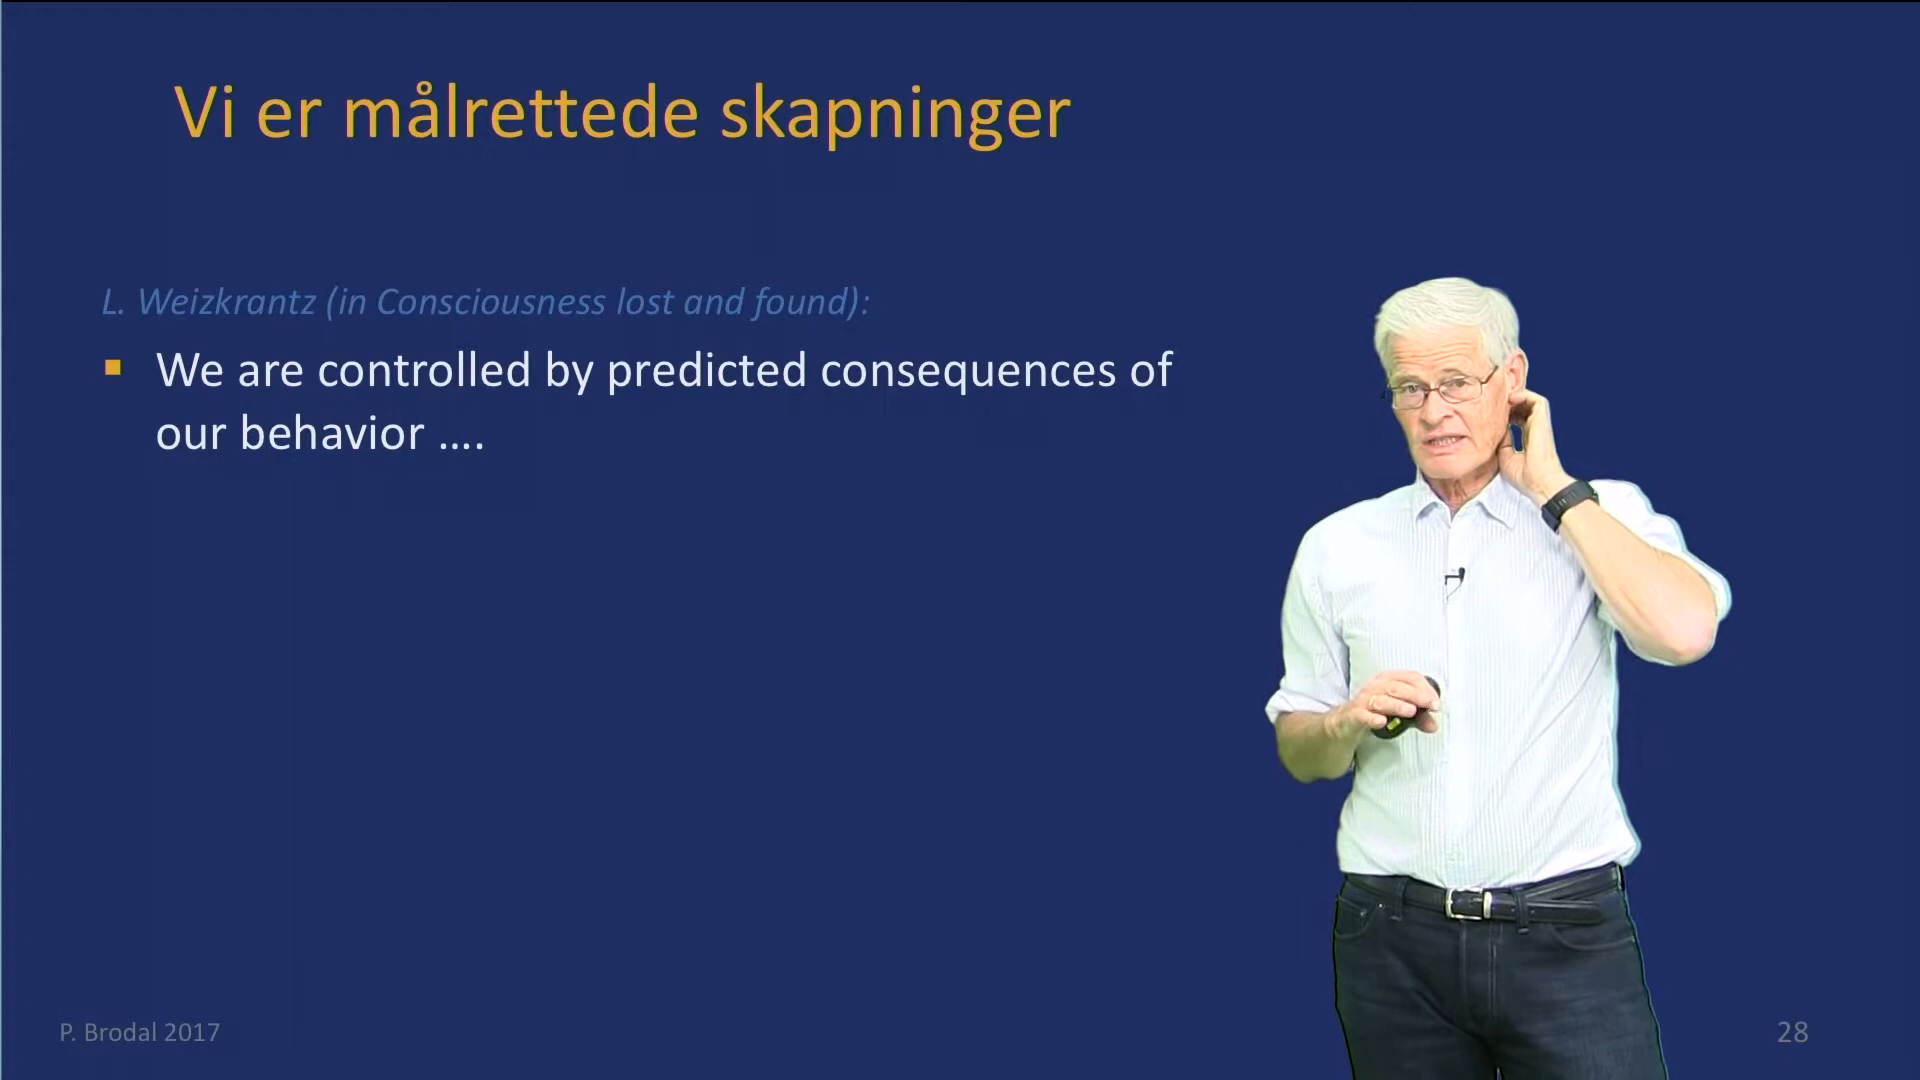 Vi er målrettede skapninger
L. Weizkrantz (in Consciousness lost and found):
We are controlled by predicted consequences of
our behavior ....
P. Brodal 2017
28